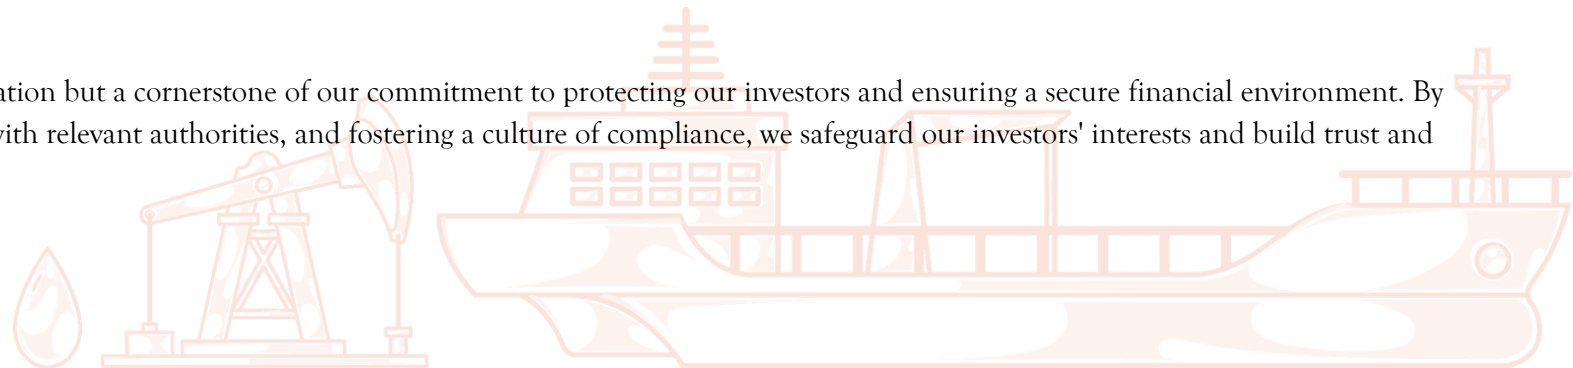 ation but a cornerstone of our commitment to protecting our investors and ensuring a secure financial environment. By
with relevant authorities, and fostering a culture of compliance, we safeguard our investors' interests and build trust and